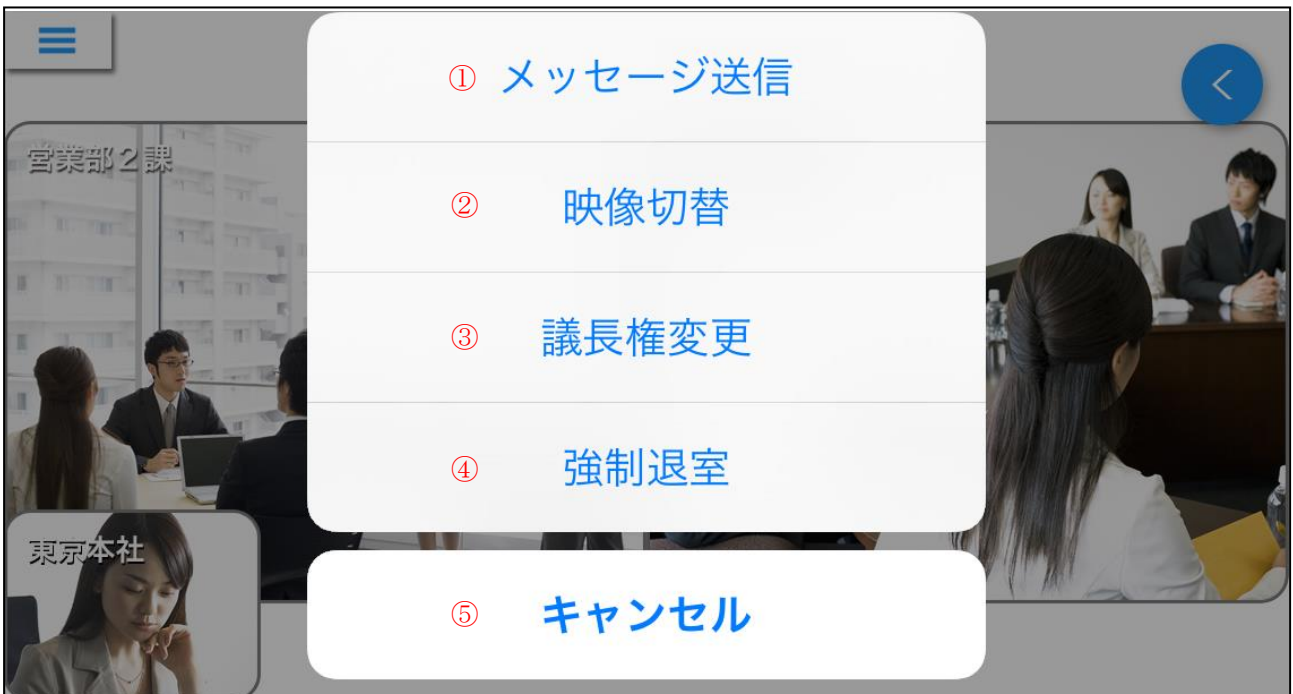 ① メッセージ送信
営業部2課
② 映像切替
③ 議長権変更
④ 強制退室
東京本社
⑤ キャンセル